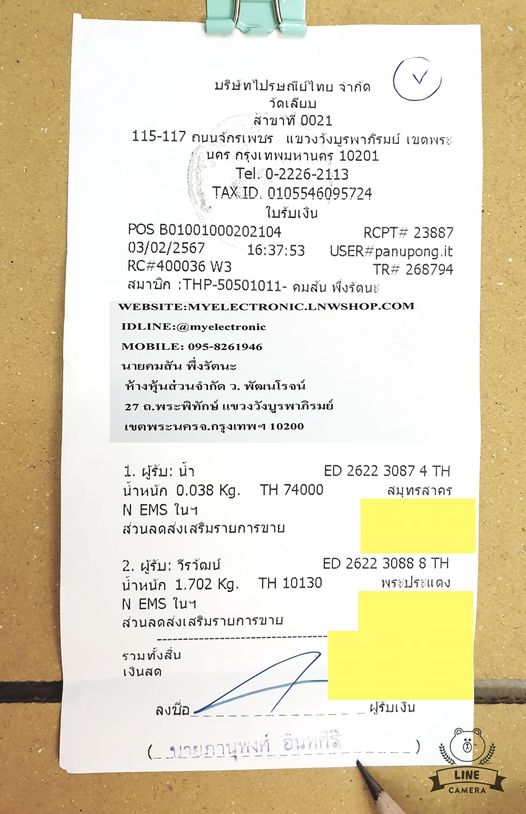 บริษัทไปรษณีย์ไทย จำกัด
วัดเลียบ
สาขาที่ 0021
115-117 ถนนจักรเพชร แขวงวังบูรพาภิรมย์ เขตพระ
นคร กรุงเทพมหานคร 10201
Tel. 0-2226-2113
TAX ID. 0105546095724
ใบรับเงิน
POS B01001000202104 RCPT# 23887
03/02/2567 16:37:53 USER#panupong.it
RC#400036 W3 TR# 268794
สมาชิก :THP-50501011- คมสัน พึ่งรัตนะ
WEBSITE:MYELECTRONIC.LNWSHOP.COM
IDLINE:@myelectronic
MOBILE: 095-8261946
นายคมสัน พึ่งรัตนะ
ห้างหุ้นส่วนจำกัด ว. พัฒนโรจน์
27 ถ.พระพิทักษ์ แขวงวังบูรพาภิรมย์
เขตพระนครจ.กรุงเทพฯ 10200
1. ผู้รับ: น้ำ ED 2622 3087 4 TH
น้ำหนัก 0.038 Kg. TH 74000 สมุทรสาคร
N EMS ในฯ
ส่วนลดส่งเสริมรายการขาย
2. ผู้รับ: วีรวัฒน์ ED 2622 3088 8 TH
น้ำหนัก 1.702 Kg. TH 10130 พระประแดง
N EMS ในฯ
ส่วนลดส่งเสริมรายการขาย
รวมทั้งสิ้น
เงินสด
ลงชื่อ ผู้รับเงิน
(นายภานุพงศ์ อินทศิริ)
LINE
CAMERA